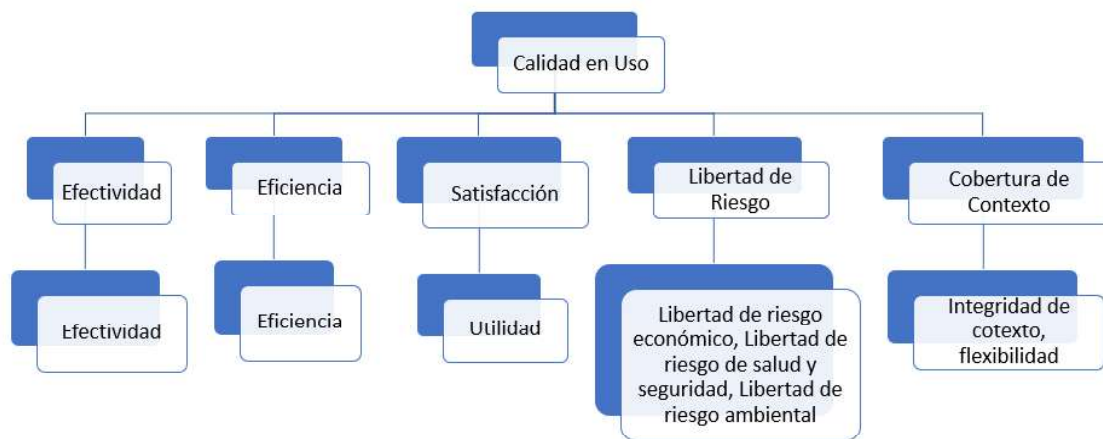 Calidad en Uso
Efectividad
Eficiencia
Satisfacción
Libertad de
Riesgo
Cobertura de
Contexto
Efectividad
Eficiencia
Utilidad
Libertad de riesgo
económico, Libertad de
riesgo de salud y
seguridad, Libertad de
riesgo ambiental
Integridad de
cotexto,
flexibilidad